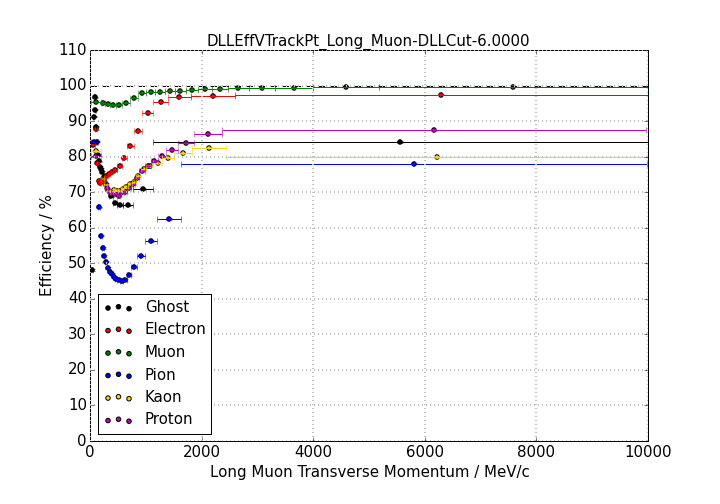 DLLEffVTrackPt_Long_Muon-DLLCut-6.0000
110
100
90
80
70
60
50
40
30
20
10
0
Efficiency / %
Ghost
Electron
Muon
Pion
Kaon
Proton
0 2000 4000 6000 8000 10000
Long Muon Transverse Momentum / MeV/c